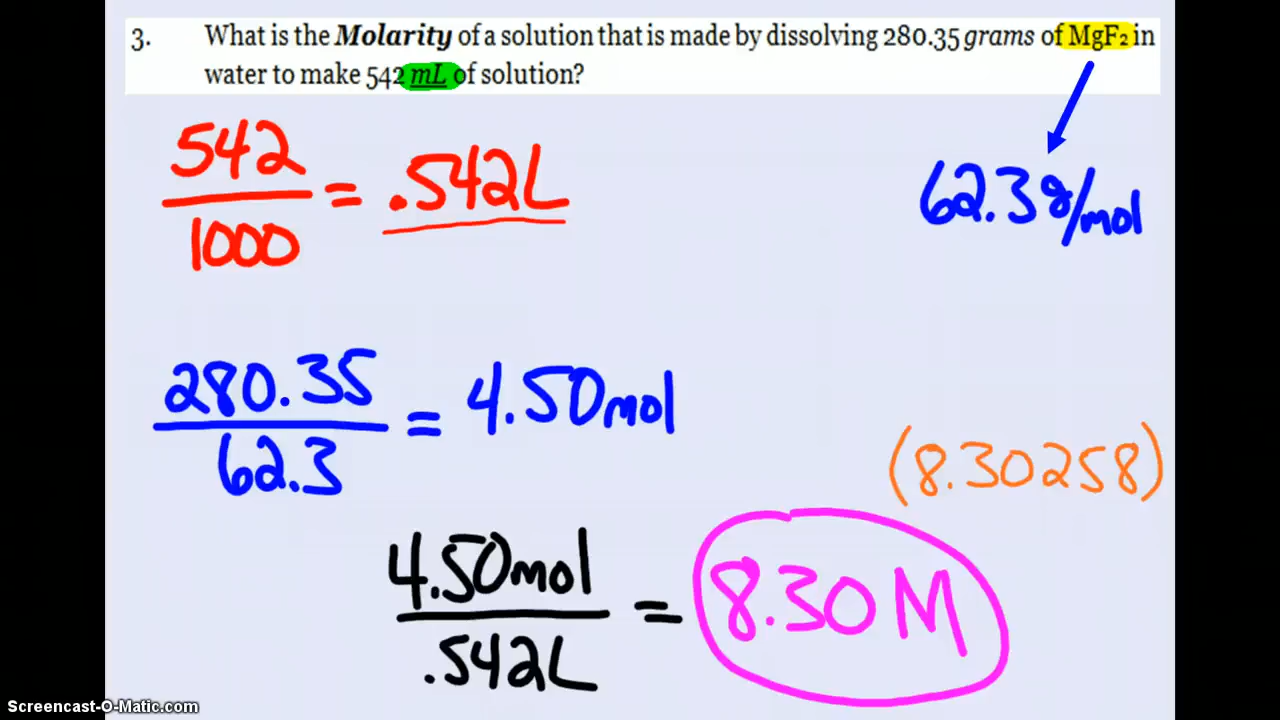 3. What is the Molarity of a solution that is made by dissolving 280.35 grams of MgF₂ in
water to make 542 mL of solution?
542
1000
= .542L
62.3g/mol
280.35
62.3
= 4.50mol
(8.30258)
4.50mol
.542L
= 8.30 M
Screencast-O-Matic.com